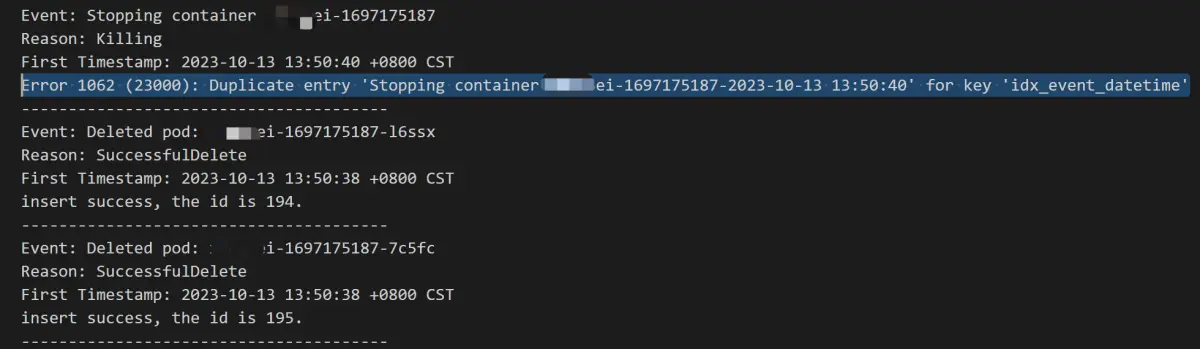 Event: Stopping container ei-1697175187
Reason: Killing
First Timestamp: 2023-10-13 13:50:40 +0800 CST
Error 1062 (23000): Duplicate entry 'Stopping container ei-1697175187-2023-10-13 13:50:40' for key 'idx_event_datetime'
---------------------------------------
Event: Deleted pod: ei-1697175187-l6ssx
Reason: SuccessfulDelete
First Timestamp: 2023-10-13 13:50:38 +0800 CST
insert success, the id is 194.
---------------------------------------
Event: Deleted pod: ei-1697175187-7c5fc
Reason: SuccessfulDelete
First Timestamp: 2023-10-13 13:50:38 +0800 CST
insert success, the id is 195.
---------------------------------------